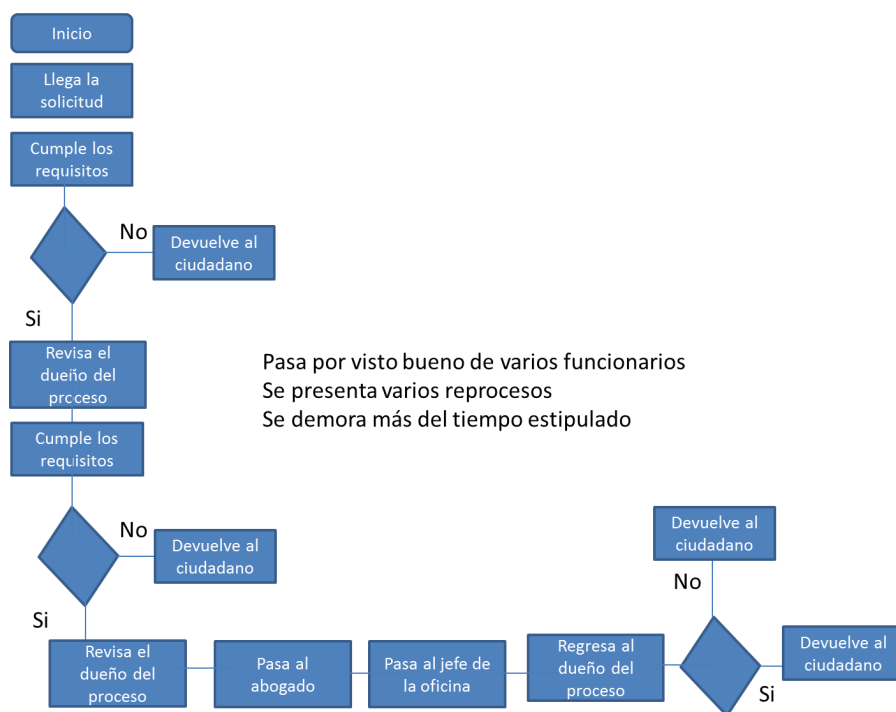 Inicio
Llega la
solicitud
Cumple los
requisitos
No
Devuelve al
ciudadano
Si
Revisa el
dueño del
proceso
Pasa por visto bueno de varios funcionarios
Se presenta varios reprocesos
Se demora más del tiempo estipulado
Cumple los
requisitos
No
Devuelve al
ciudadano
Si
Revisa el
dueño del
proceso
Pasa al
abogado
Pasa al jefe de
la oficina
Regresa al
dueño del
proceso
Devuelve al
ciudadano
No
Devuelve al
ciudadano
Si